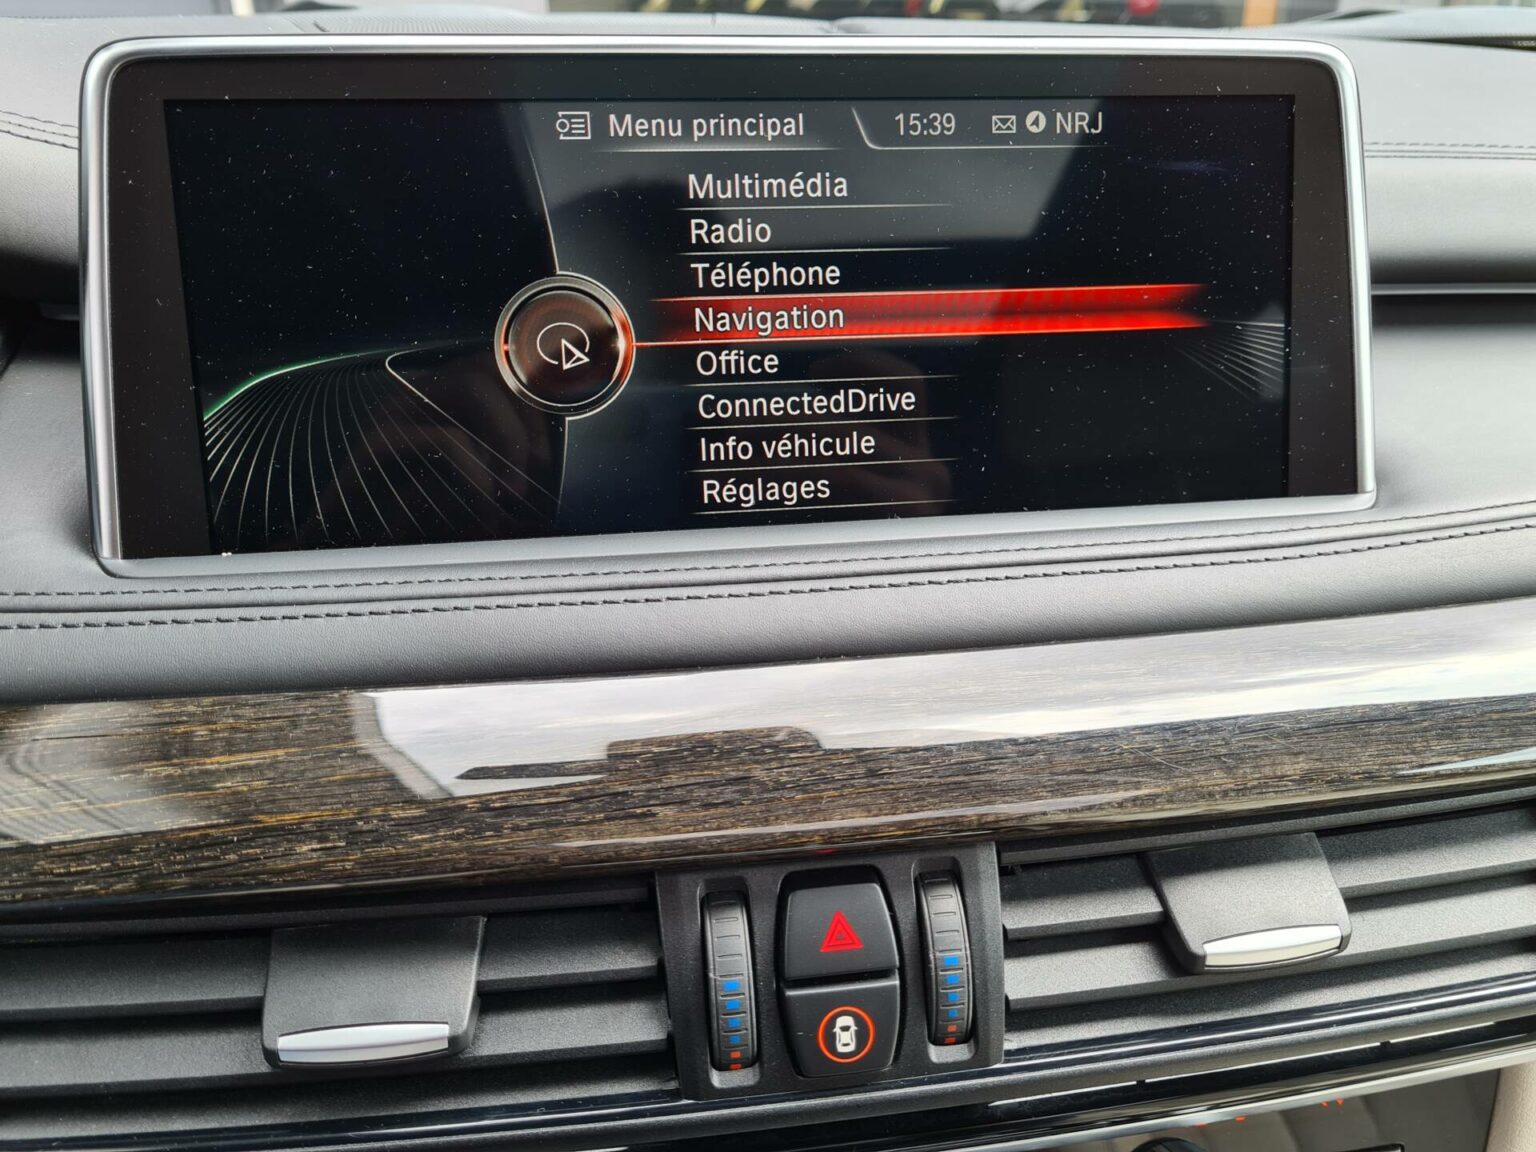 Menu principal 15:39 NRJ
Multimédia
Radio
Téléphone
Navigation
Office
ConnectedDrive
Info véhicule
Réglages